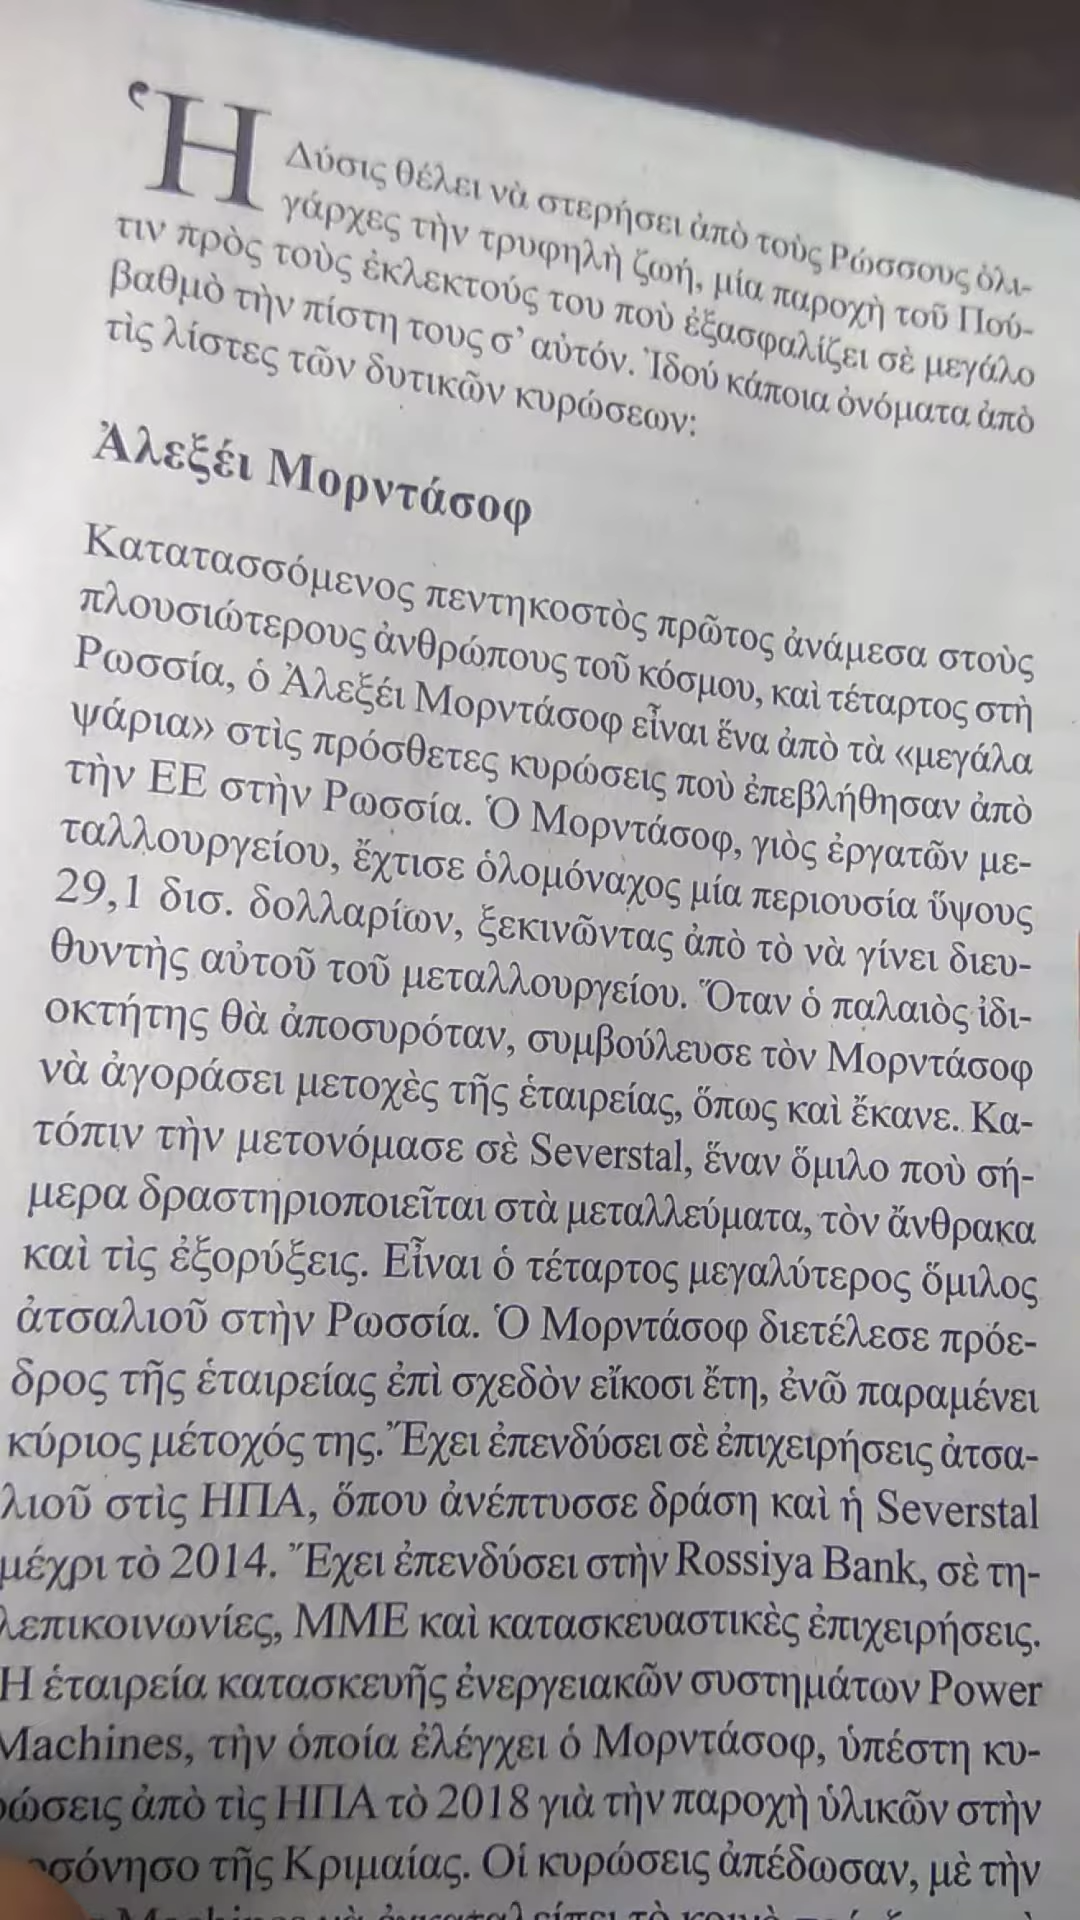 Ἡ Δύσις θέλει νὰ στερήσει ἀπὸ τοὺς Ρώσσους ὀλι-
γάρχες τὴν τρυφηλὴ ζωή, μία παροχὴ τοῦ Πού-
τιν πρὸς τοὺς ἐκλεκτούς του ποὺ ἐξασφαλίζει σὲ μεγάλο
βαθμὸ τὴν πίστη τους σ’ αὐτόν. Ἰδού κάποια ὀνόματα ἀπὸ
τὶς λίστες τῶν δυτικῶν κυρώσεων:
Ἀλεξέι Μορντάσοφ
Κατατασσόμενος πεντηκοστὸς πρῶτος ἀνάμεσα στοὺς
πλουσιώτερους ἀνθρώπους τοῦ κόσμου, καὶ τέταρτος στὴ
Ρωσσία, ὁ Ἀλεξέι Μορντάσοφ εἶναι ἕνα ἀπὸ τὰ «μεγάλα
ψάρια» στὶς πρόσθετες κυρώσεις ποὺ ἐπεβλήθησαν ἀπὸ
τὴν ΕΕ στὴν Ρωσσία. Ὁ Μορντάσοφ, γιὸς ἐργατῶν με-
ταλλουργείου, ἔχτισε ὁλομόναχος μία περιουσία ὕψους
29,1 δισ. δολλαρίων, ξεκινῶντας ἀπὸ τὸ νὰ γίνει διευ-
θυντὴς αὐτοῦ τοῦ μεταλλουργείου. Ὅταν ὁ παλαιὸς ἰδι-
οκτήτης θὰ ἀποσυρόταν, συμβούλευσε τὸν Μορντάσοφ
νὰ ἀγοράσει μετοχὲς τῆς ἑταιρείας, ὅπως καὶ ἔκανε. Κα-
τόπιν τὴν μετονόμασε σὲ Severstal, ἕναν ὅμιλο ποὺ σή-
μερα δραστηριοποιεῖται στὰ μεταλλεύματα, τὸν ἄνθρακα
καὶ τὶς ἐξορύξεις. Εἶναι ὁ τέταρτος μεγαλύτερος ὅμιλος
ἀτσαλιοῦ στὴν Ρωσσία. Ὁ Μορντάσοφ διετέλεσε πρόε-
δρος τῆς ἑταιρείας ἐπὶ σχεδὸν εἴκοσι ἔτη, ἐνῶ παραμένει
κύριος μέτοχός της. Ἔχει ἐπενδύσει σὲ ἐπιχειρήσεις ἀτσα-
λιοῦ στὶς ΗΠΑ, ὅπου ἀνέπτυσσε δράση καὶ ἡ Severstal
μέχρι τὸ 2014. Ἔχει ἐπενδύσει στὴν Rossiya Bank, σὲ τη-
λεπικοινωνίες, ΜΜΕ καὶ κατασκευαστικὲς ἐπιχειρήσεις.
Η ἑταιρεία κατασκευῆς ἐνεργειακῶν συστημάτων Power
Machines, τὴν ὁποία ἐλέγχει ὁ Μορντάσοφ, ὑπέστη κυ-
ρώσεις ἀπὸ τὶς ΗΠΑ τὸ 2018 γιὰ τὴν παροχὴ ὑλικῶν στὴν
σόνησο τῆς Κριμαίας. Οἱ κυρώσεις ἀπέδωσαν, μὲ τὴν